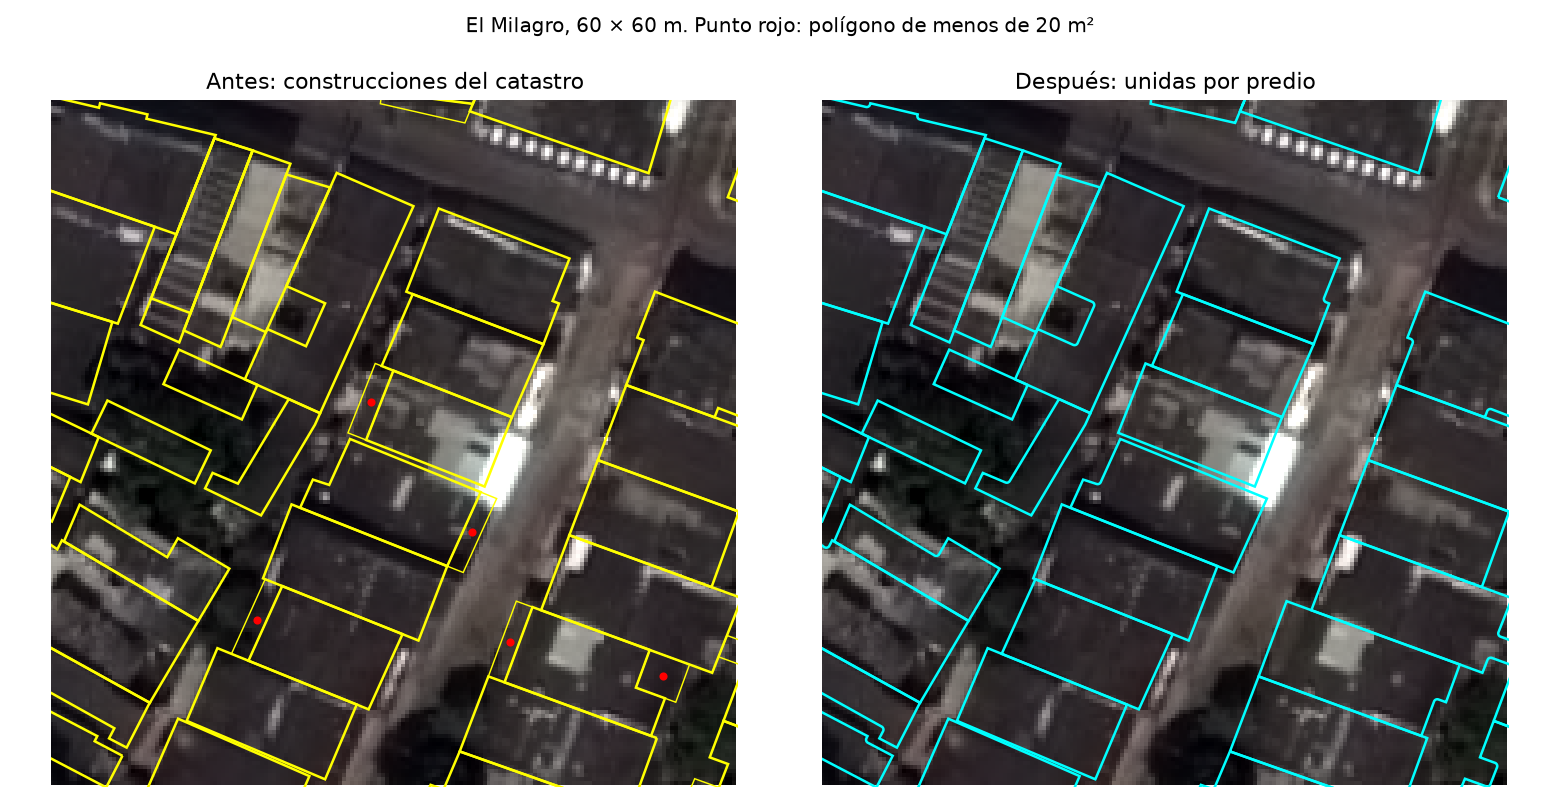 El Milagro, 60 × 60 m. Punto rojo: polígono de menos de 20 m²
Antes: construcciones del catastro
Después: unidas por predio